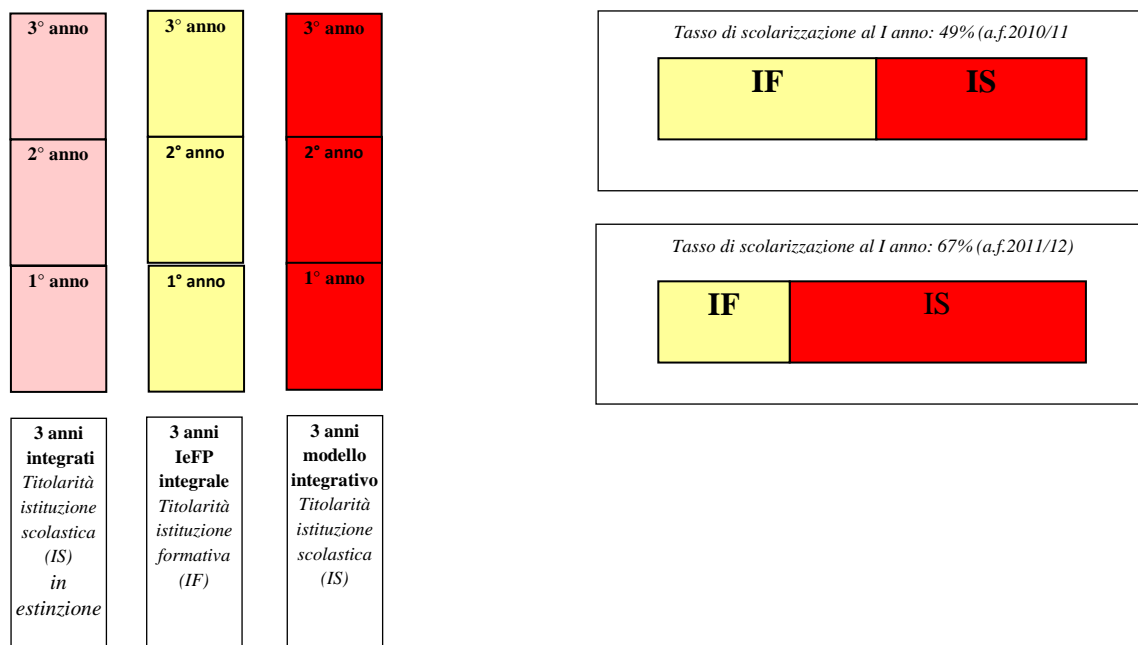 3° anno
2° anno
1° anno
3 anni
integrati
Titolarità
istituzione
scolastica
(IS)
in
estinzione
3° anno
2° anno
1° anno
3 anni
IeFP
integrale
Titolarità
istituzione
formativa
(IF)
3° anno
2° anno
1° anno
3 anni
modello
integrativo
Titolarità
istituzione
scolastica
(IS)
Tasso di scolarizzazione al I anno: 49% (a.f.2010/11
IF IS
Tasso di scolarizzazione al I anno: 67% (a.f.2011/12)
IF IS